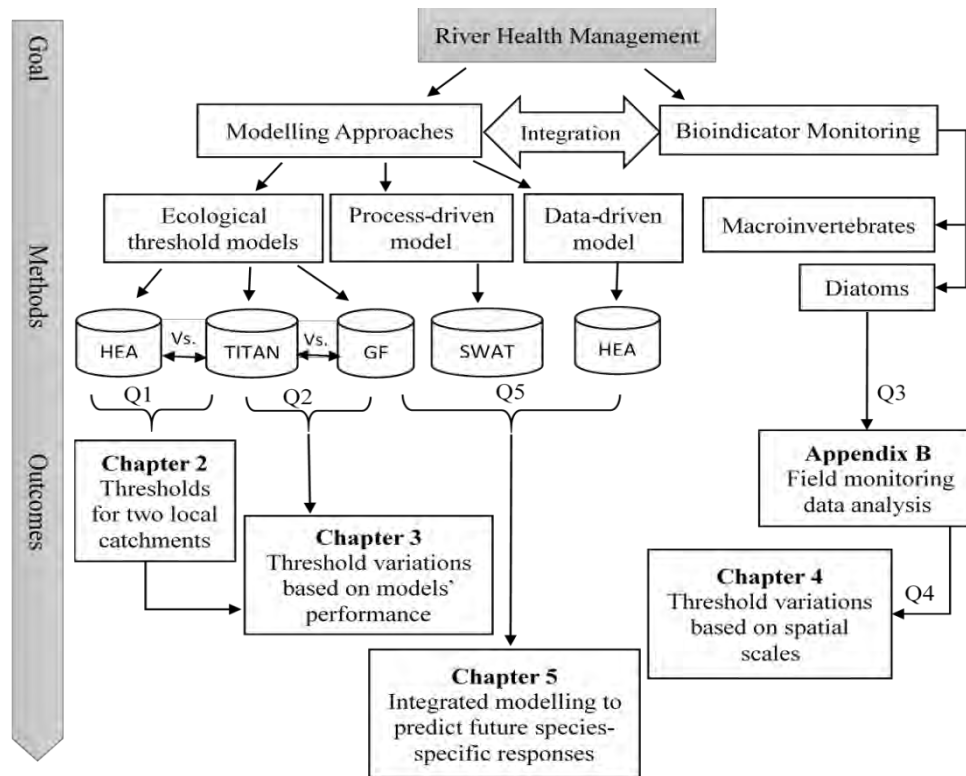 Goal
Methods
Outcomes
River Health Management
Modelling Approaches
Integration
Bioindicator Monitoring
Ecological
threshold models
Process-driven
model
Data-driven
model
Macroinvertebrates
Diatoms
HEA
Vs.
TITAN
Vs.
GF
SWAT
HEA
Q1
Q2
Q5
Q3
Chapter 2
Thresholds
for two local
catchments
Chapter 3
Threshold variations
based on models’
performance
Appendix B
Field monitoring
data analysis
Chapter 4
Threshold variations
based on spatial
scales
Q4
Chapter 5
Integrated modelling to
predict future species-
specific responses